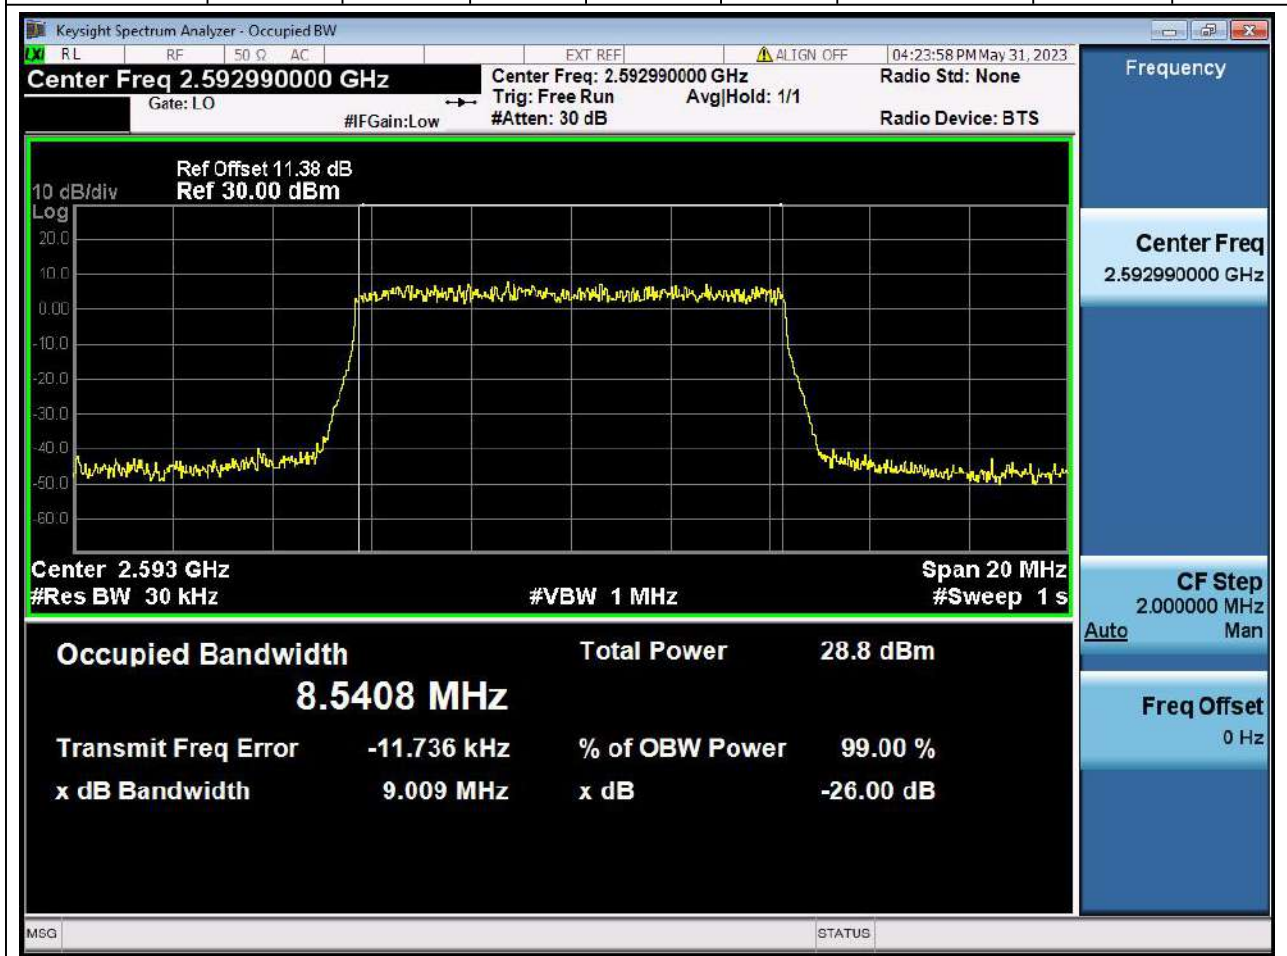 Keysight Spectrum Analyzer - Occupied BW
LXI RL RF 50 Ω AC EXT REF ALIGN OFF 04:23:58 PM May 31, 2023
Center Freq 2.592990000 GHz
Gate: LO
#IFGain:Low
Center Freq: 2.592990000 GHz
Trig: Free Run Avg|Hold: 1/1
#Atten: 30 dB
Radio Std: None
Radio Device: BTS
Ref Offset 11.38 dB
10 dB/div Ref 30.00 dBm
Log
20.0
10.0
0.00
-10.0
-20.0
-30.0
-40.0
-50.0
-60.0
Center 2.593 GHz Span 20 MHz
#Res BW 30 kHz #VBW 1 MHz #Sweep 1 s
Occupied Bandwidth Total Power 28.8 dBm
8.5408 MHz
Transmit Freq Error -11.736 kHz % of OBW Power 99.00 %
x dB Bandwidth 9.009 MHz x dB -26.00 dB
Frequency
Center Freq
2.592990000 GHz
CF Step
2.000000 MHz
Auto Man
Freq Offset
0 Hz
MSG STATUS